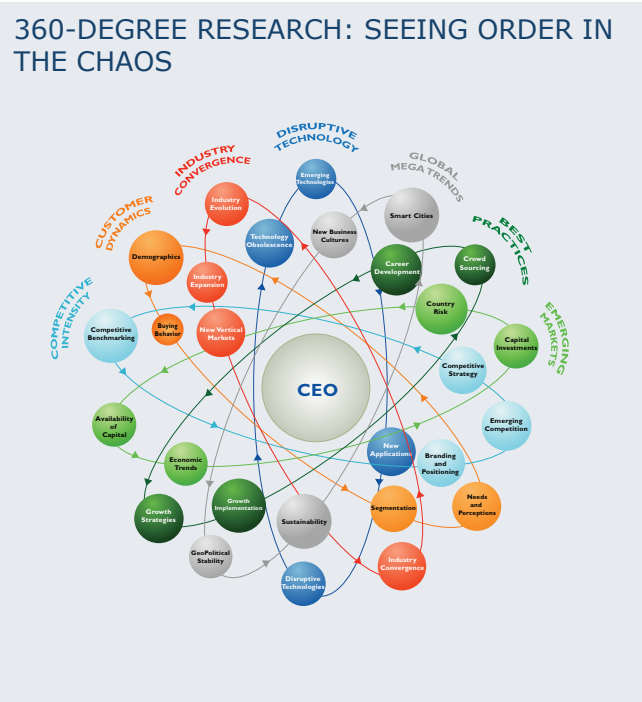 360-DEGREE RESEARCH: SEEING ORDER IN
THE CHAOS
DISRUPTIVE
TECHNOLOGY
INDUSTRY
CONVERGENCE
GLOBAL
MEGA TRENDS
CUSTOMER
DYNAMICS
BEST
PRACTICES
COMPETITIVE
INTENSITY
EMERGING
MARKETS
Emerging
Technologies
Industry
Evolution
Smart Cities
New Business
Cultures
Technology
Obsolescence
Demographics
Career
Development
Crowd
Sourcing
Industry
Expansion
Country
Risk
Buying
Behavior
Competitive
Benchmarking
New Vertical
Markets
Capital
Investments
Competitive
Strategy
CEO
Availability
of
Capital
Emerging
Competition
New
Applications
Economic
Trends
Branding
and
Positioning
Growth
Implementation
Needs
and
Perceptions
Segmentation
Growth
Strategies
Sustainability
GeoPolitical
Stability
Industry
Convergence
Disruptive
Technologies